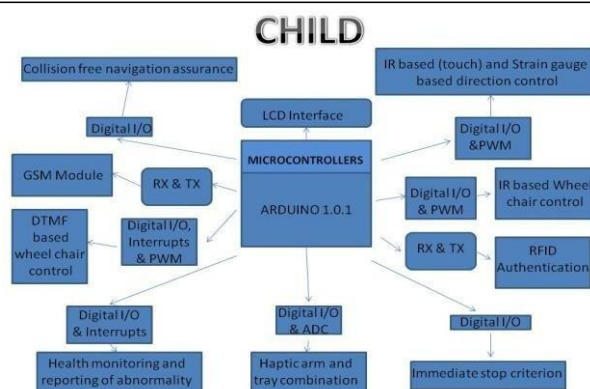 CHILD
Collision free navigation assurance
IR based (touch) and Strain gauge
based direction control
LCD Interface
Digital I/O
Digital I/O
&PWM
MICROCONTROLLERS
ARDUINO 1.0.1
GSM Module
RX & TX
Digital I/O
& PWM
IR based Wheel
chair control
DTMF
based
wheel chair
control
Digital I/O,
Interrupts
& PWM
RX & TX
RFID
Authentication
Digital I/O
& Interrupts
Digital I/O
& ADC
Digital I/O
Health monitoring and
reporting of abnormality
Haptic arm and
tray combination
Immediate stop criterion